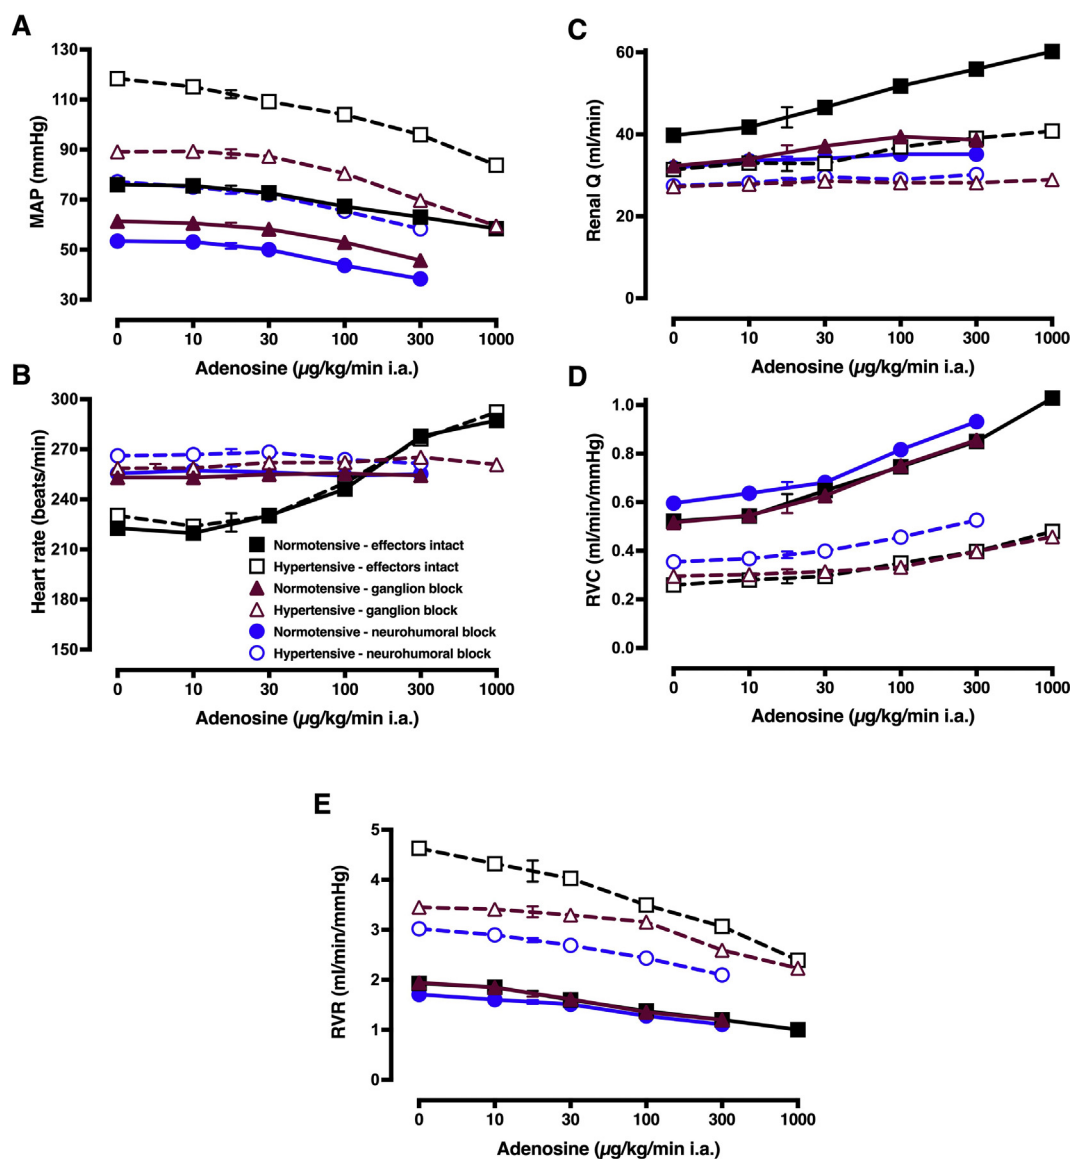 A
MAP (mmHg)
130
110
90
70
50
30
0 10 30 100 300 1000
Adenosine (µg/kg/min i.a.)
C
Renal Q (ml/min)
60
40
20
0
0 10 30 100 300 1000
Adenosine (µg/kg/min i.a.)
B
Heart rate (beats/min)
300
270
240
210
180
150
Normotensive - effectors intact
Hypertensive - effectors intact
Normotensive - ganglion block
Hypertensive - ganglion block
Normotensive - neurohumoral block
Hypertensive - neurohumoral block
0 10 30 100 300 1000
Adenosine (µg/kg/min i.a.)
D
RVC (ml/min/mmHg)
1.0
0.8
0.6
0.4
0.2
0.0
0 10 30 100 300 1000
Adenosine (µg/kg/min i.a.)
E
RVR (ml/min/mmHg)
5
4
3
2
1
0
0 10 30 100 300 1000
Adenosine (µg/kg/min i.a.)